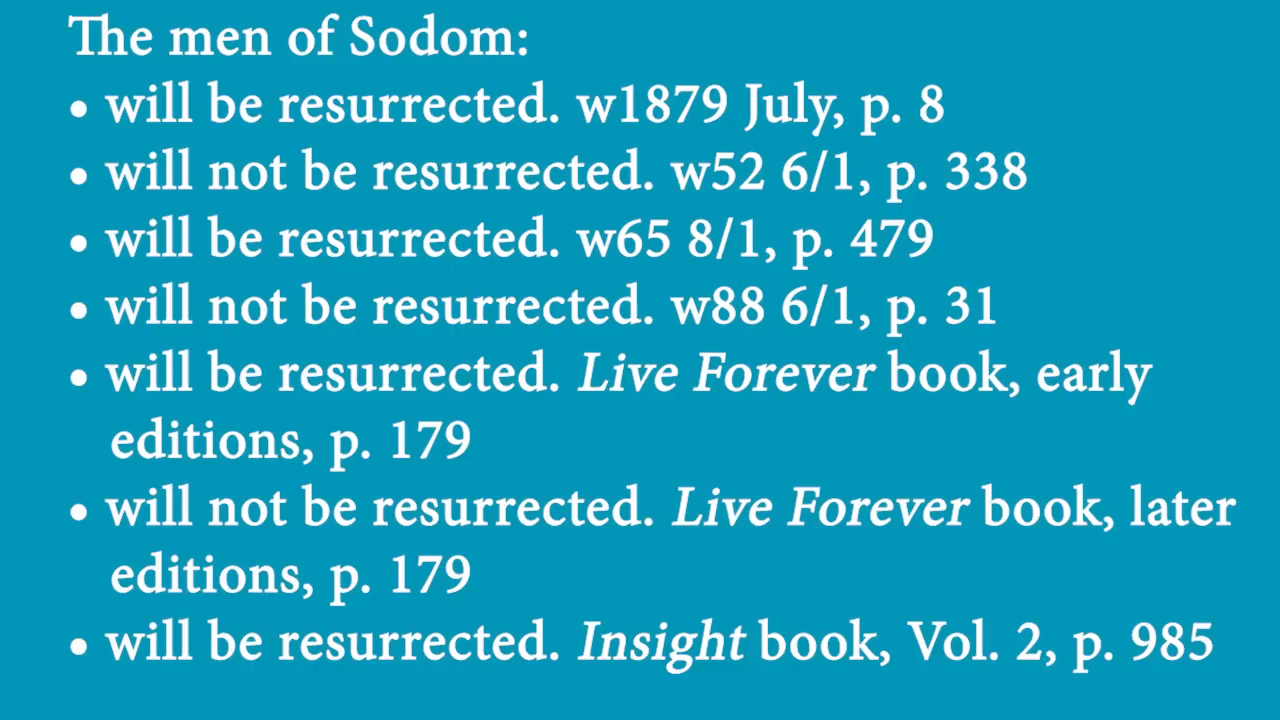 The men of Sodom:
• will be resurrected. w1879 July, p. 8
• will not be resurrected. w52 6/1, p. 338
• will be resurrected. w65 8/1, p. 479
• will not be resurrected. w88 6/1, p. 31
• will be resurrected. Live Forever book, early
editions, p. 179
• will not be resurrected. Live Forever book, later
editions, p. 179
• will be resurrected. Insight book, Vol. 2, p. 985